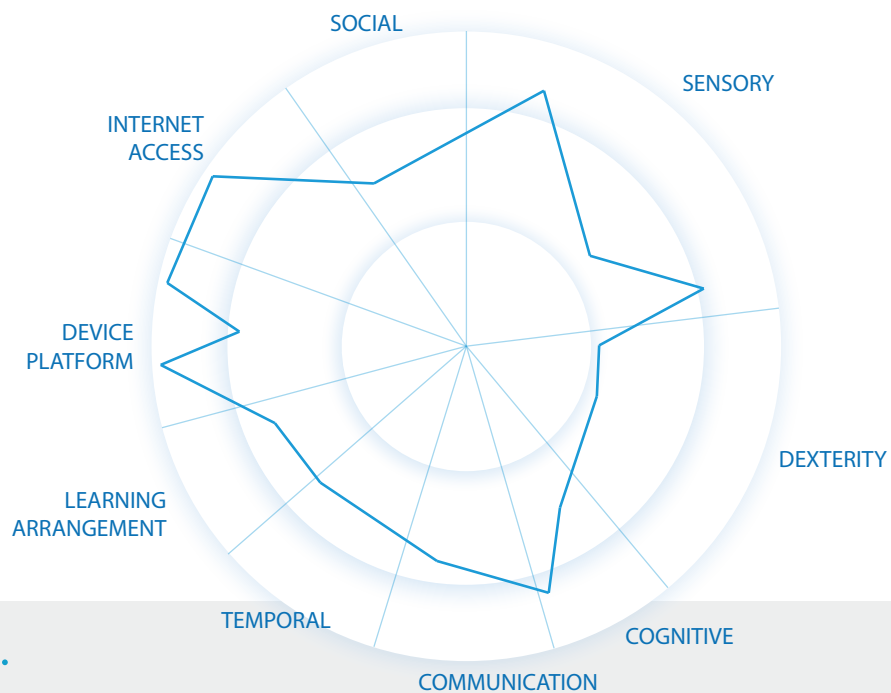 SOCIAL
SENSORY
INTERNET
ACCESS
DEVICE
PLATFORM
DEXTERITY
LEARNING
ARRANGEMENT
TEMPORAL
COGNITIVE
COMMUNICATION